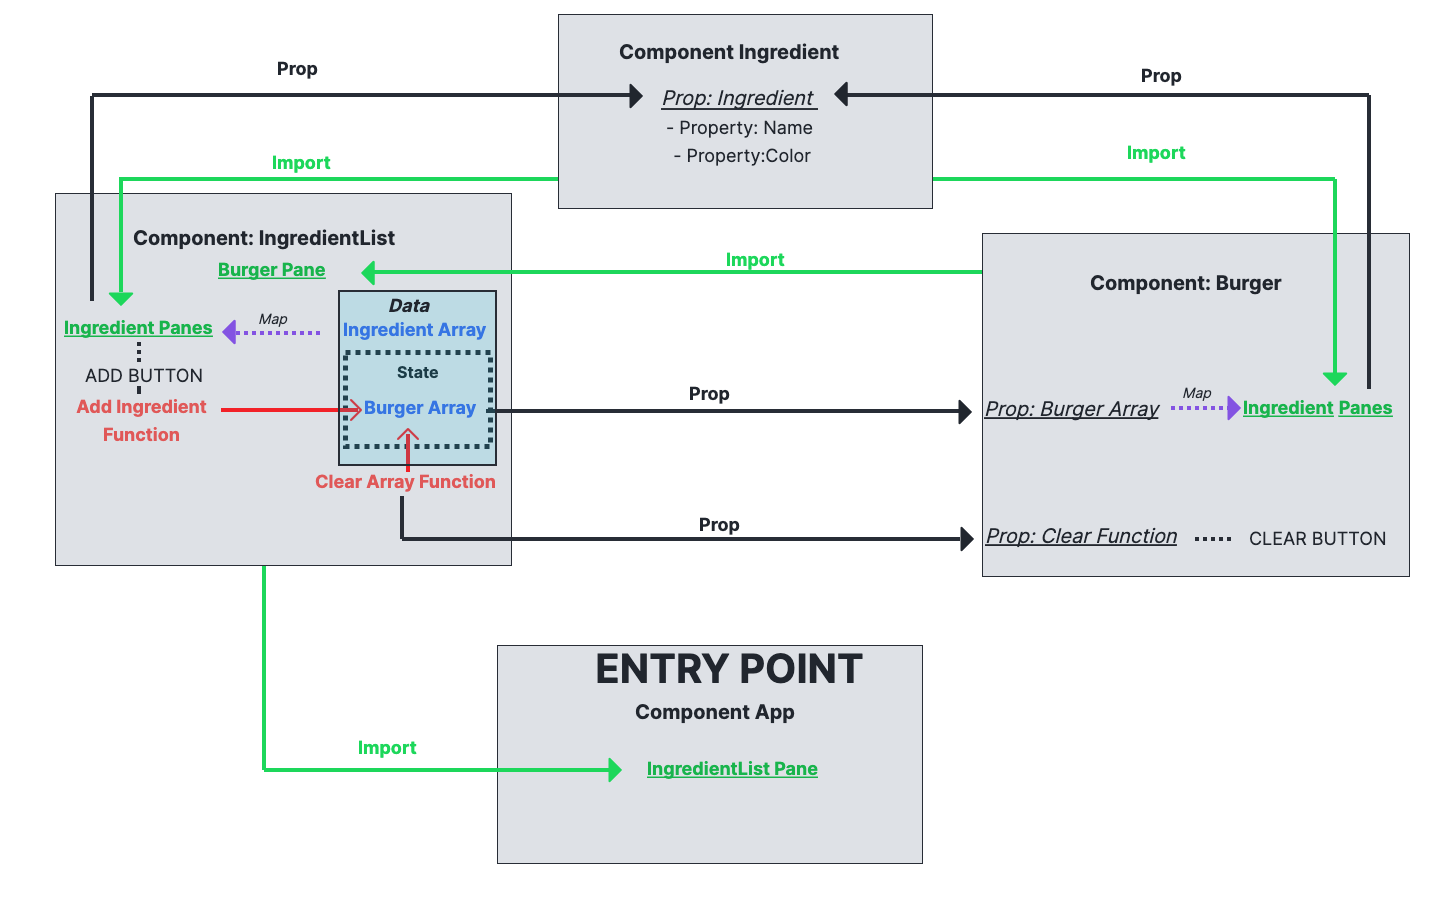 Component Ingredient
Prop: Ingredient
- Property: Name
- Property:Color
Prop
Prop
Import
Import
Component: IngredientList
Burger Pane
Import
Data
Ingredient Array
Map
Ingredient Panes
State
ADD BUTTON
Burger Array
Add Ingredient
Function
Clear Array Function
Prop
Prop
Component: Burger
Prop: Burger Array
Map
Ingredient Panes
Prop: Clear Function
CLEAR BUTTON
ENTRY POINT
Component App
Import
IngredientList Pane